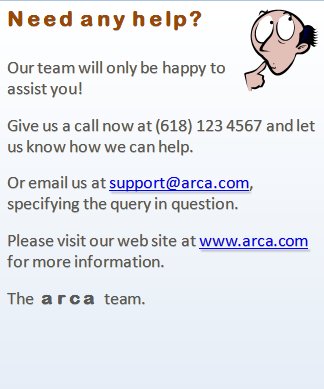 Need any help?
Our team will only be happy to
assist you!
Give us a call now at (618) 123 4567 and let
us know how we can help.
Or email us at support@arca.com,
specifying the query in question.
Please visit our web site at www.arca.com
for more information.
The arca team.